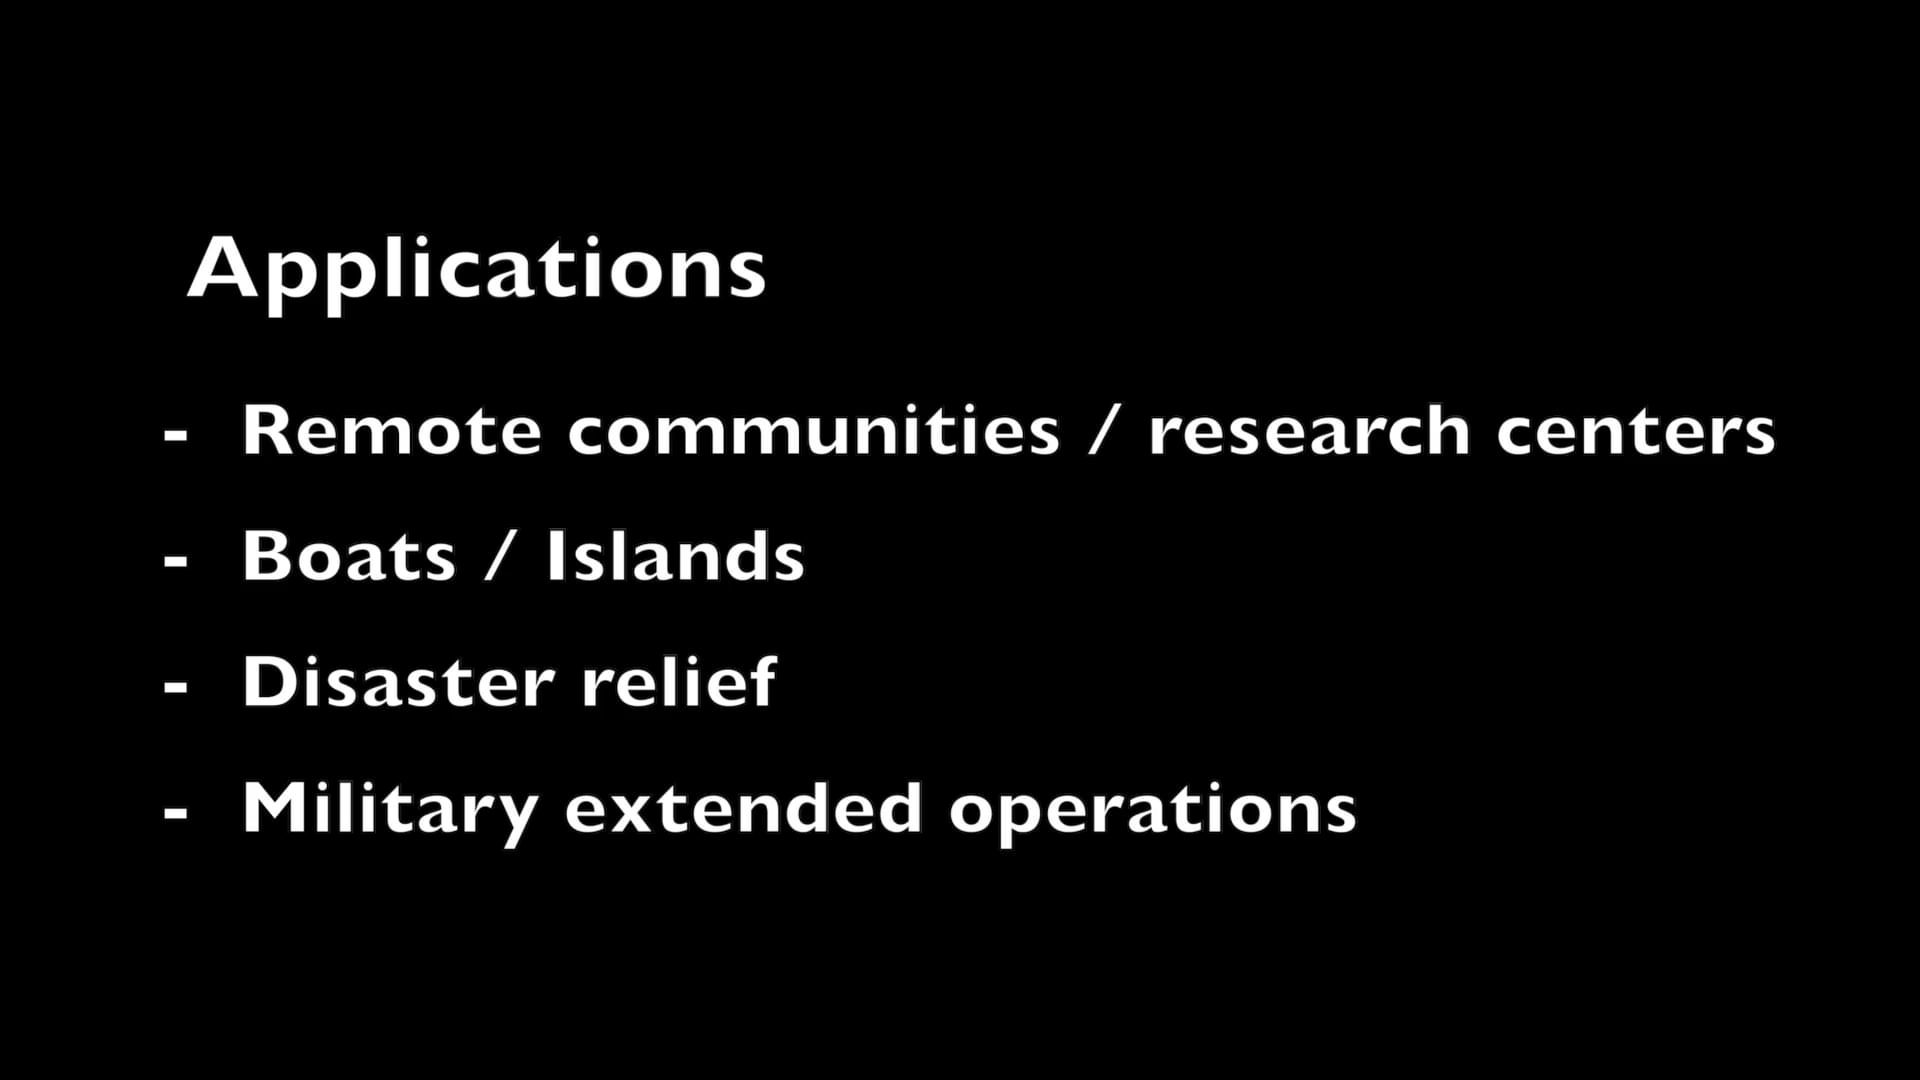 Applications
- Remote communities / research centers
- Boats / Islands
- Disaster relief
- Military extended operations